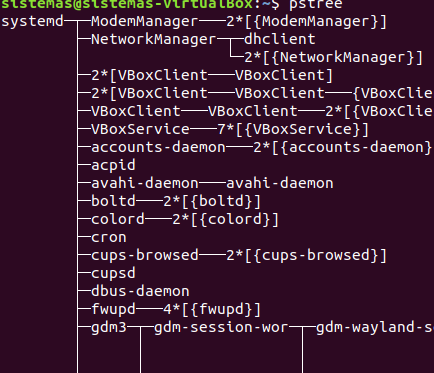 sistemas@sistemas-VirtualBox:~$ pstree
systemd─┬─ModemManager───2*[{ModemManager}]
├─NetworkManager─┬─dhclient
│ └─2*[{NetworkManager}]
├─2*[VBoxClient───VBoxClient]
├─2*[VBoxClient───VBoxClient───{VBoxClie
├─VBoxClient───VBoxClient───2*[{VBoxClie
├─VBoxService───7*[{VBoxService}]
├─accounts-daemon───2*[{accounts-daemon}
├─acpid
├─avahi-daemon───avahi-daemon
├─boltd───2*[{boltd}]
├─colord───2*[{colord}]
├─cron
├─cups-browsed───2*[{cups-browsed}]
├─cupsd
├─dbus-daemon
├─fwupd───4*[{fwupd}]
├─gdm3─┬─gdm-session-wor─┬─gdm-wayland-s